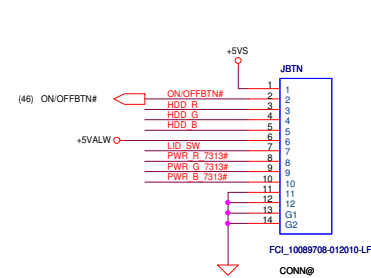 +5VS
JBTN
(46) ON/OFFBTN#
ON/OFFBTN#
HDD_R
HDD_G
HDD_B
+5VALW
LID_SW
PWR_R_7313#
PWR_G_7313#
PWR_B_7313#
1 1
2 2
3 3
4 4
5 5
6 6
7 7
8 8
9 9
10 10
11 11
12 12
13 G1
14 G2
FCI_10089708-012010-LF
CONN@